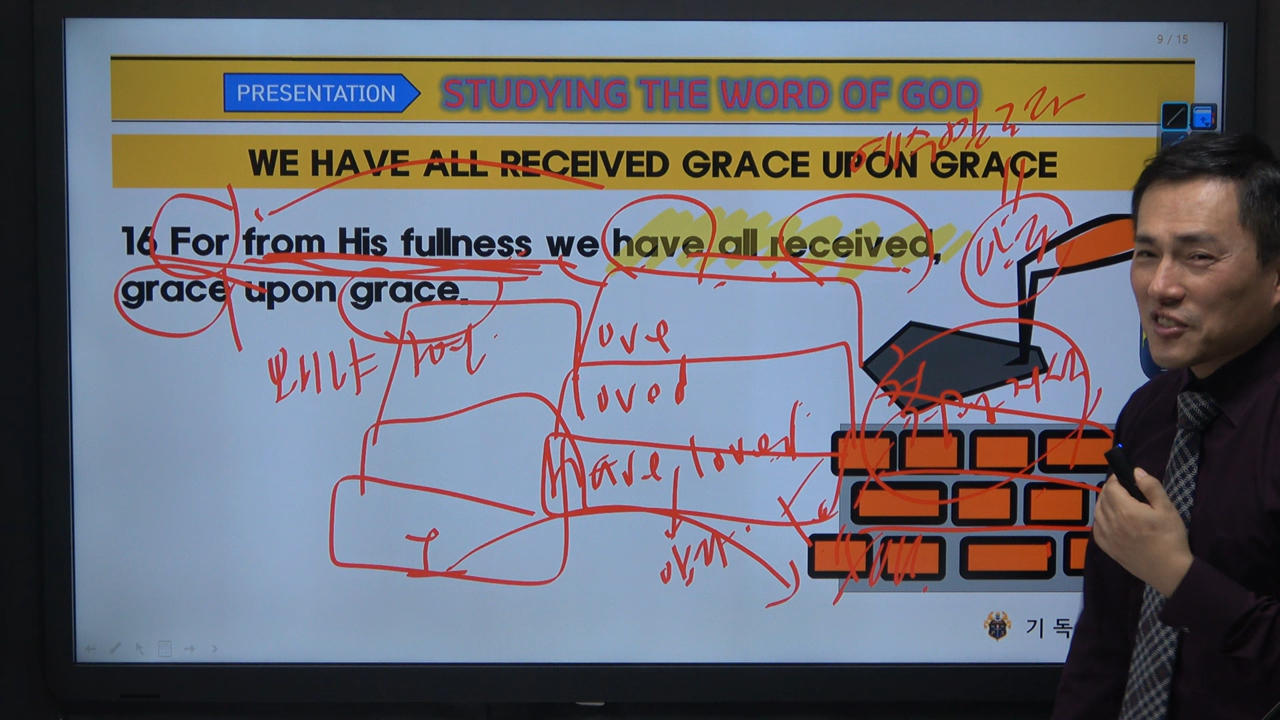 9 / 15
PRESENTATION
STUDYING THE WORD OF GOD
WE HAVE ALL RECEIVED GRACE UPON GRACE
16 For from His fullness we have all received,
grace upon grace.
ove
loved
have loved
I
기독